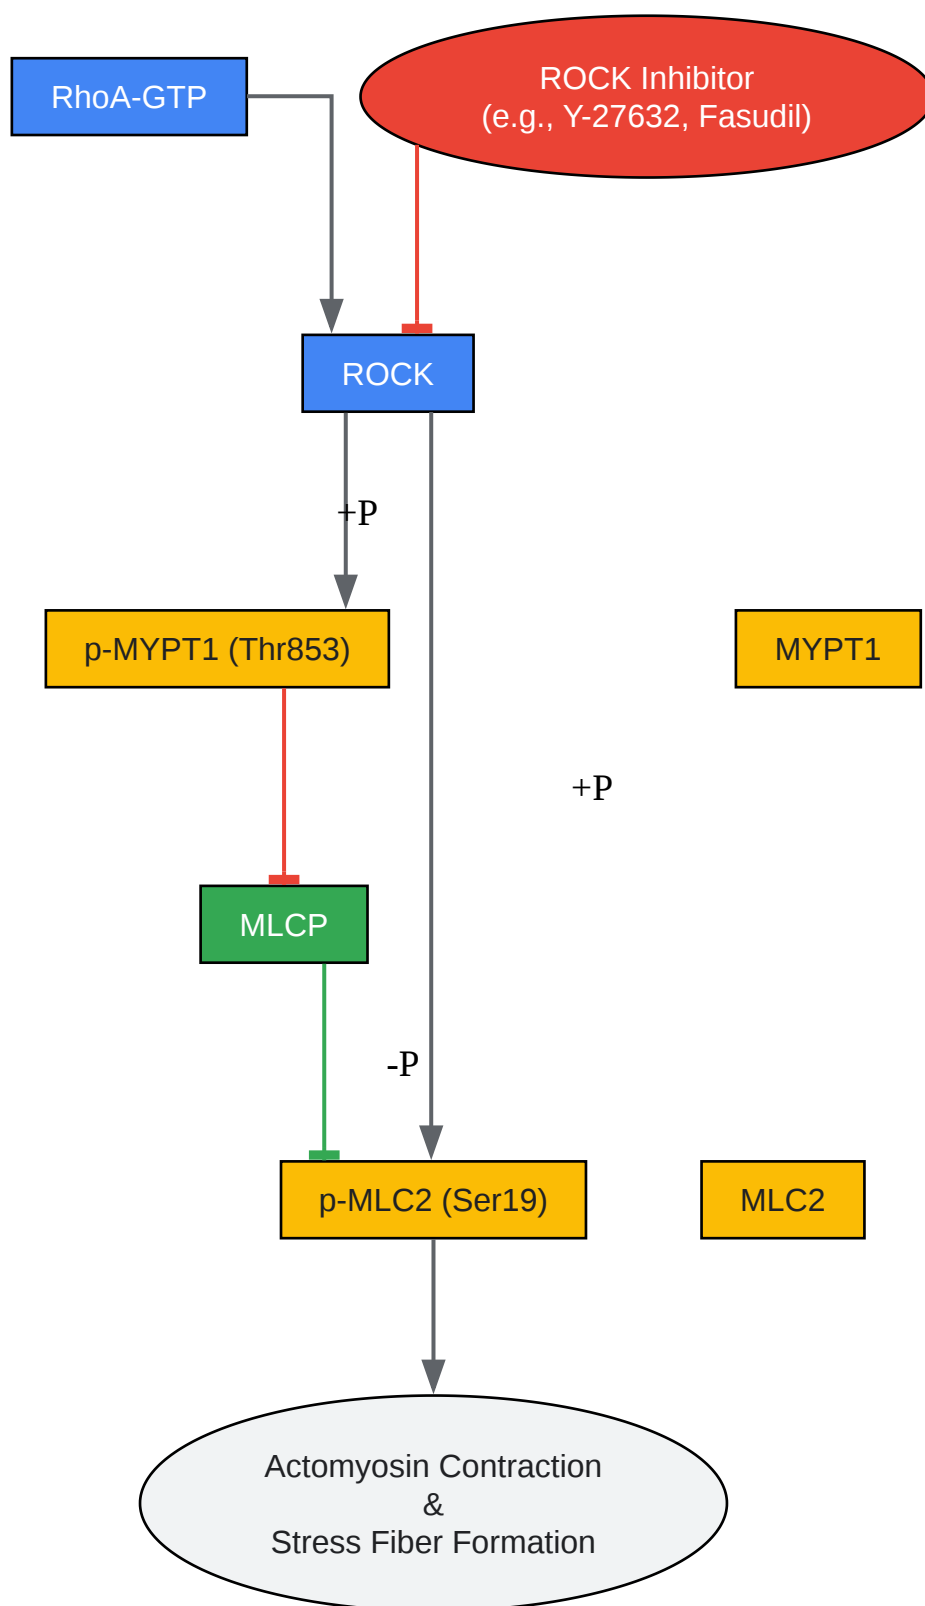 RhoA-GTP
ROCK Inhibitor
(e.g., Y-27632, Fasudil)
ROCK
+P
p-MYPT1 (Thr853)
MYPT1
+P
MLCP
-P
p-MLC2 (Ser19)
MLC2
Actomyosin Contraction
&
Stress Fiber Formation